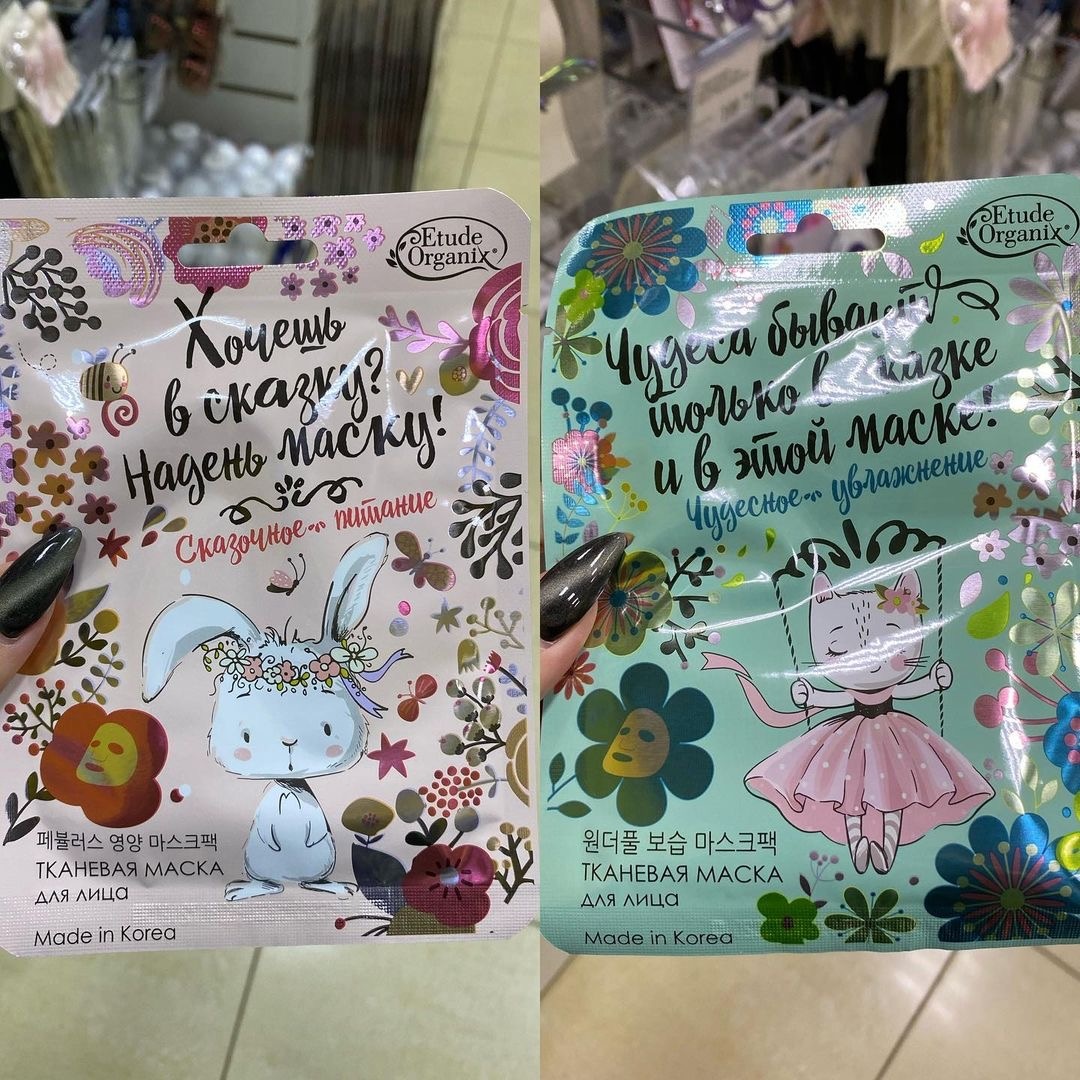 Etude
Organix®
Хочешь
в сказку?
Надень маску!
Сказочное питание
페뷸러스 영양 마스크팩
ТКАНЕВАЯ МАСКА
ДЛЯ ЛИЦА
Made in Korea
Etude
Organix®
Чудеса бывают
только в сказке
и в этой маске!
Чудесное увлажнение
원더풀 보습 마스크팩
ТКАНЕВАЯ МАСКА
ДЛЯ ЛИЦА
Made in Korea